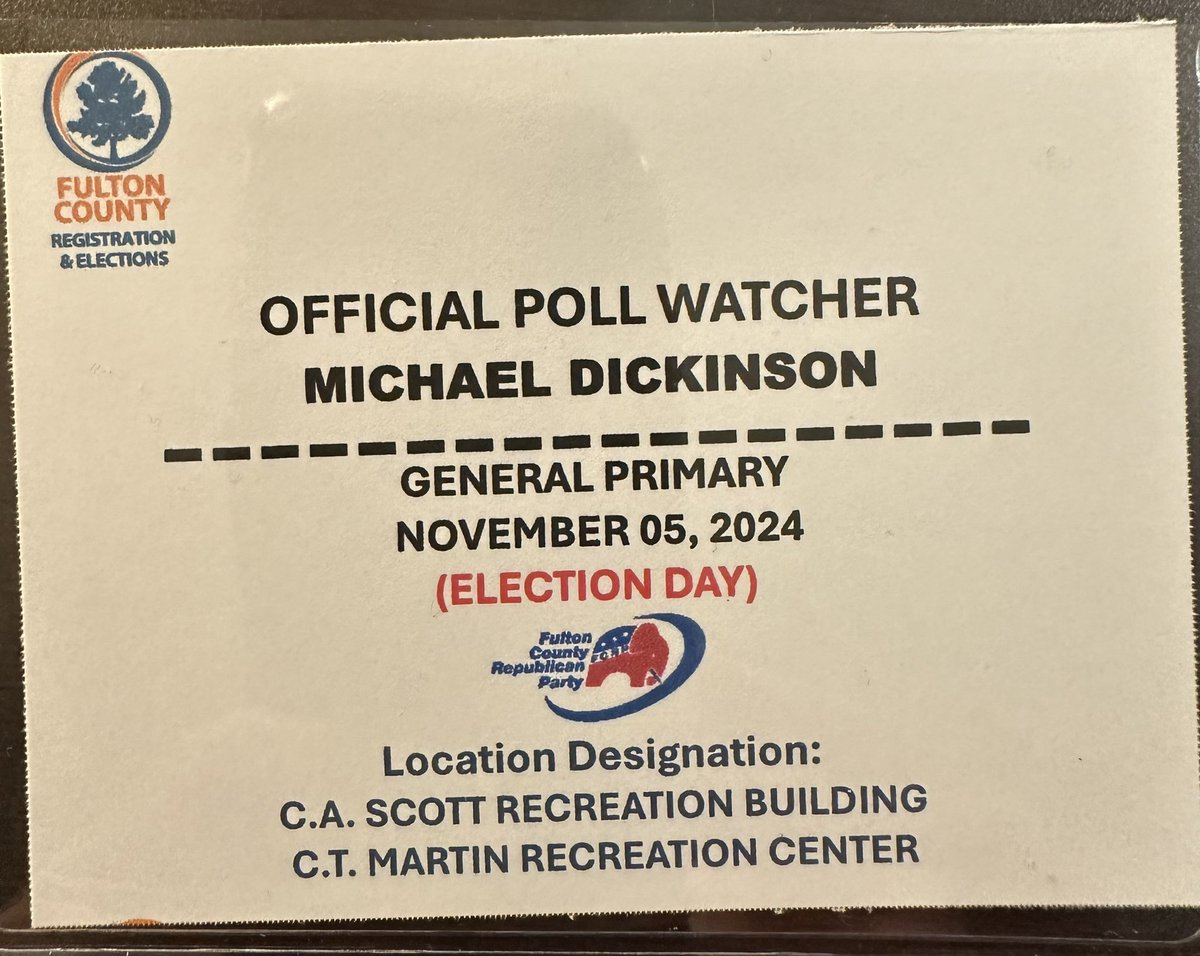 FULTON
COUNTY
REGISTRATION
& ELECTIONS
OFFICIAL POLL WATCHER
MICHAEL DICKINSON
GENERAL PRIMARY
NOVEMBER 05, 2024
(ELECTION DAY)
Fulton
County
Republican
Party
FCRP
Location Designation:
C.A. SCOTT RECREATION BUILDING
C.T. MARTIN RECREATION CENTER